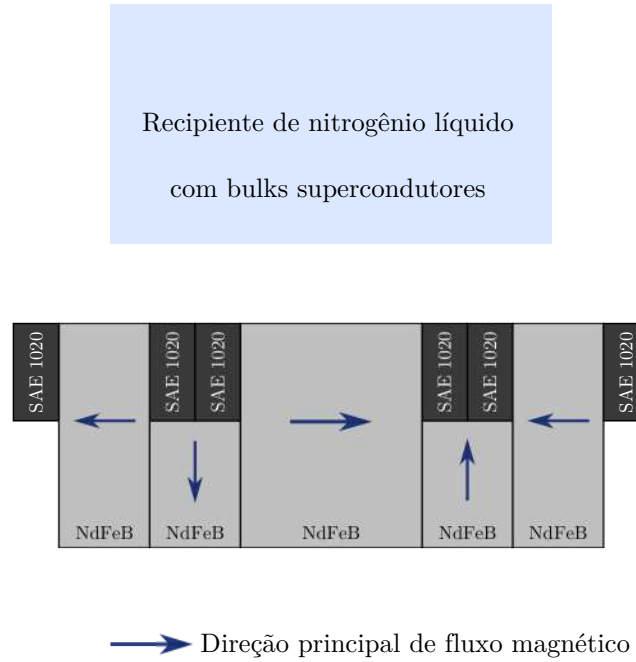 Recipiente de nitrogênio líquido
com bulks supercondutores
SAE 1020
SAE 1020
SAE 1020
SAE 1020
SAE 1020
SAE 1020
NdFeB
NdFeB
NdFeB
NdFeB
NdFeB
Direção principal de fluxo magnético